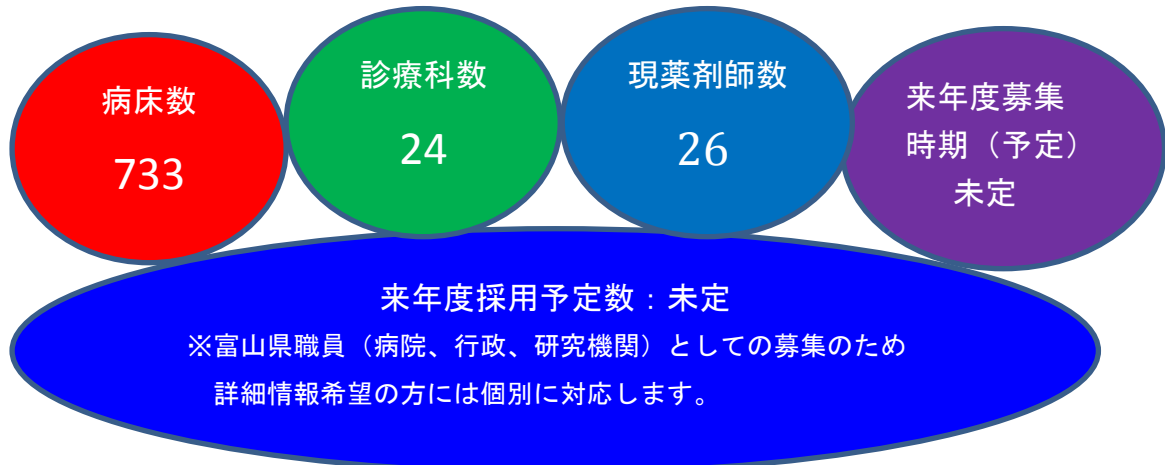 病床数
733
診療科数
24
現薬剤師数
26
来年度募集
時期（予定）
未定
来年度採用予定数：未定
※富山県職員（病院、行政、研究機関）としての募集のため
詳細情報希望の方には個別に対応します。